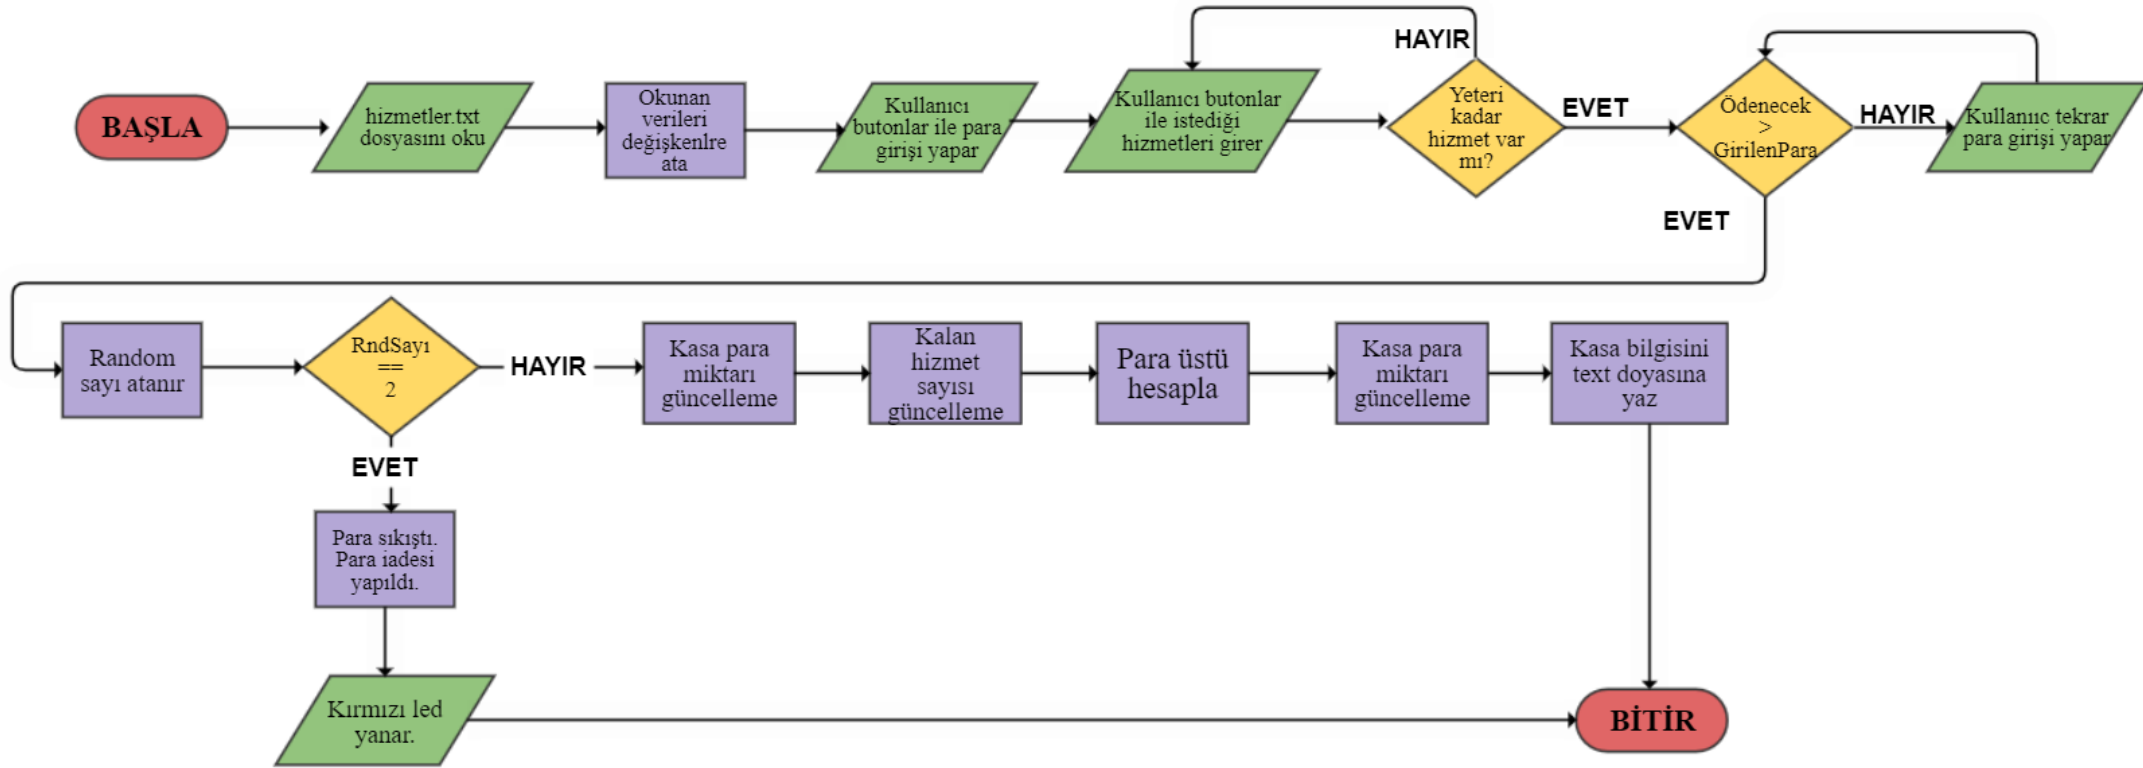 BAŞLA
hizmetler.txt
dosyasını oku
Okunan
verileri
değişkenlre
ata
Kullanıcı
butonlar ile para
girişi yapar
Kullanıcı butonlar
ile istediği
hizmetleri girer
HAYIR
Yeteri
kadar
hizmet var
mı?
EVET
Ödenecek
>
GirilenPara
HAYIR
Kullanııc tekrar
para girişi yapar
EVET
Random
sayı atanır
RndSayı
==
2
HAYIR
Kasa para
miktarı
güncelleme
Kalan
hizmet
sayısı
güncelleme
Para üstü
hesapla
Kasa para
miktarı
güncelleme
Kasa bilgisini
text doyasına
yaz
EVET
Para sıkıştı.
Para iadesi
yapıldı.
Kırmızı led
yanar.
BİTİR